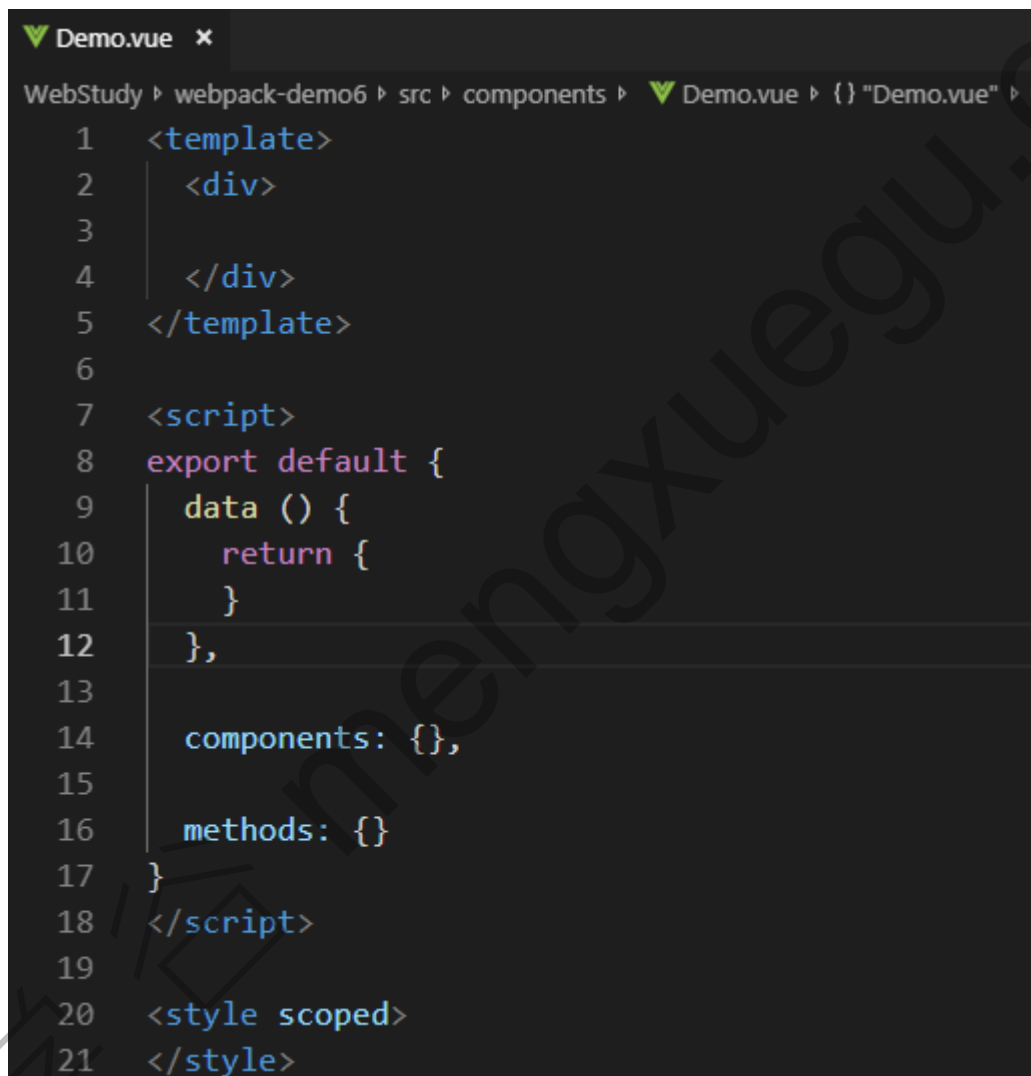 Demo.vue ×
WebStudy ▸ webpack-demo6 ▸ src ▸ components ▸ Demo.vue ▸ {} "Demo.vue" ▸
1 <template>
2   <div>
3
4   </div>
5 </template>
6
7 <script>
8 export default {
9   data () {
10     return {
11     }
12   },
13
14   components: {},
15
16   methods: {}
17 }
18 </script>
19
20 <style scoped>
21 </style>
mengxuegu.